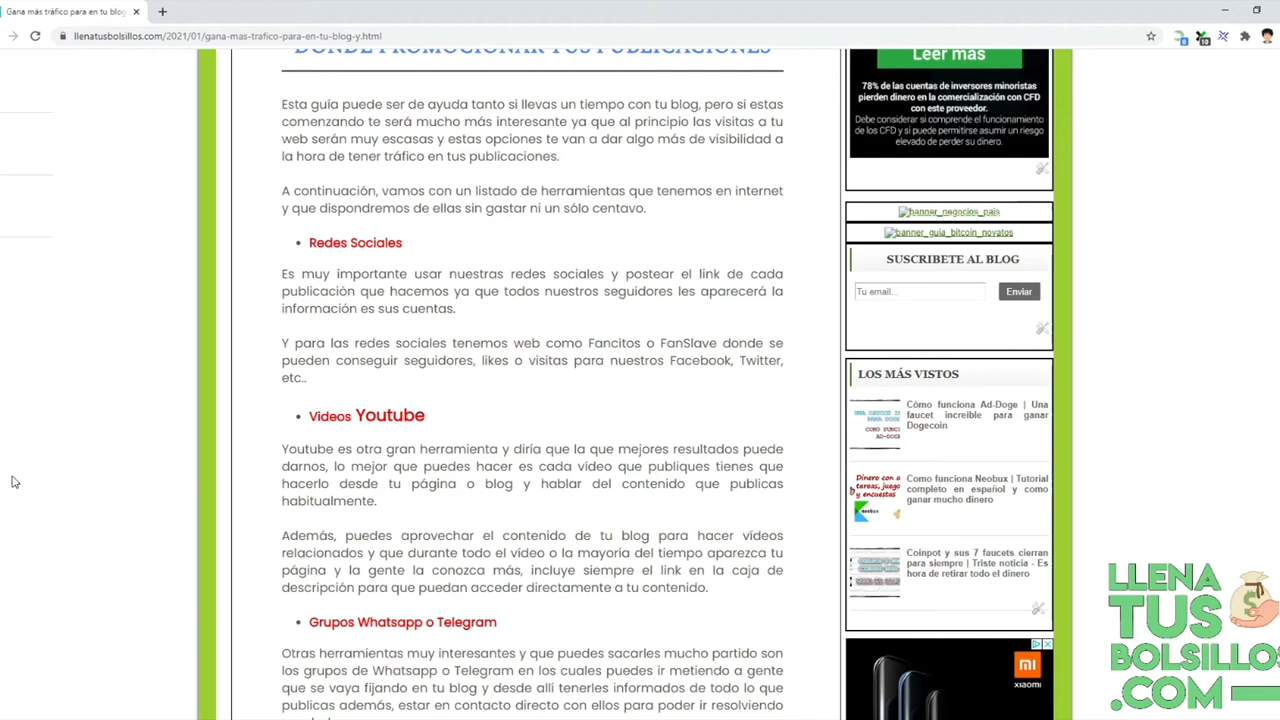 Gana más tráfico para en tu blog
llenatusbolsillos.com/2021/01/gana-mas-trafico-para-en-tu-blog-y.html
DONDE PROMOCIONAR TUS PUBLICACIONES
Esta guía puede ser de ayuda tanto si llevas un tiempo con tu blog, pero si estas
comenzando te será mucho más interesante ya que al principio las visitas a tu
web serán muy escasas y estas opciones te van a dar algo más de visibilidad a
la hora de tener tráfico en tus publicaciones.
A continuación, vamos con un listado de herramientas que tenemos en internet
y que dispondremos de ellas sin gastar ni un sólo centavo.
• Redes Sociales
Es muy importante usar nuestras redes sociales y postear el link de cada
publicación que hacemos ya que todos nuestros seguidores les aparecerá la
información es sus cuentas.
Y para las redes sociales tenemos web como Fancitos o FanSlave donde se
pueden conseguir seguidores, likes o visitas para nuestros Facebook, Twitter,
etc..
• Videos Youtube
Youtube es otra gran herramienta y diría que la que mejores resultados puede
darnos, lo mejor que puedes hacer es cada vídeo que publiques tienes que
hacerlo desde tu página o blog y hablar del contenido que publicas
habitualmente.
Además, puedes aprovechar el contenido de tu blog para hacer vídeos
relacionados y que durante todo el vídeo o la mayoría del tiempo aparezca tu
página y la gente la conozca más, incluye siempre el link en la caja de
descripción para que puedan acceder directamente a tu contenido.
• Grupos Whatsapp o Telegram
Otras herramientas muy interesantes y que puedes sacarles mucho partido son
los grupos de Whatsapp o Telegram en los cuales puedes ir metiendo a gente
que se vaya fijando en tu blog y desde allí tenerles informados de todo lo que
publicas además, estar en contacto directo con ellos para poder ir resolviendo
Leer más
78% de las cuentas de inversores minoristas
pierden dinero en la comercialización con CFD
con este proveedor.
Debe considerar si comprende el funcionamiento
de los CFD y si puede permitirse asumir un riesgo
elevado de perder su dinero.
banner_negocios_pais
banner_guia_bitcoin_novatos
SUSCRIBETE AL BLOG
Tu email...
Enviar
LOS MÁS VISTOS
Cómo funciona Ad-Doge | Una
faucet increible para ganar
Dogecoin
Dinero con
tareas, juego
y encuestas
Neobux
Como funciona Neobux | Tutorial
completo en español y como
ganar mucho dinero
Coinpot y sus 7 faucets cierran
para siempre | Triste noticia - Es
hora de retirar todo el dinero
mi
XIAOMI
LLENA
TUS
BOLSILLOS
.COM